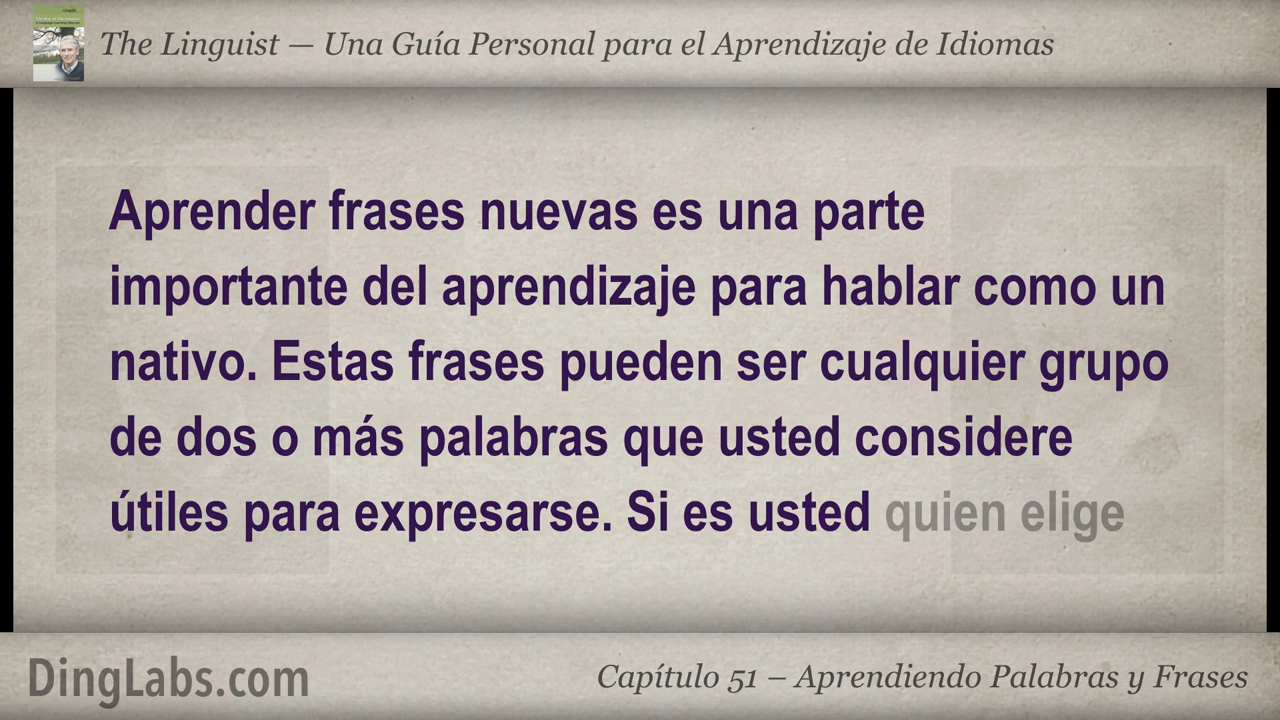 The Linguist — Una Guía Personal para el Aprendizaje de Idiomas
Aprender frases nuevas es una parte
importante del aprendizaje para hablar como un
nativo. Estas frases pueden ser cualquier grupo
de dos o más palabras que usted considere
útiles para expresarse. Si es usted quien elige
DingLabs.com
Capítulo 51 – Aprendiendo Palabras y Frases